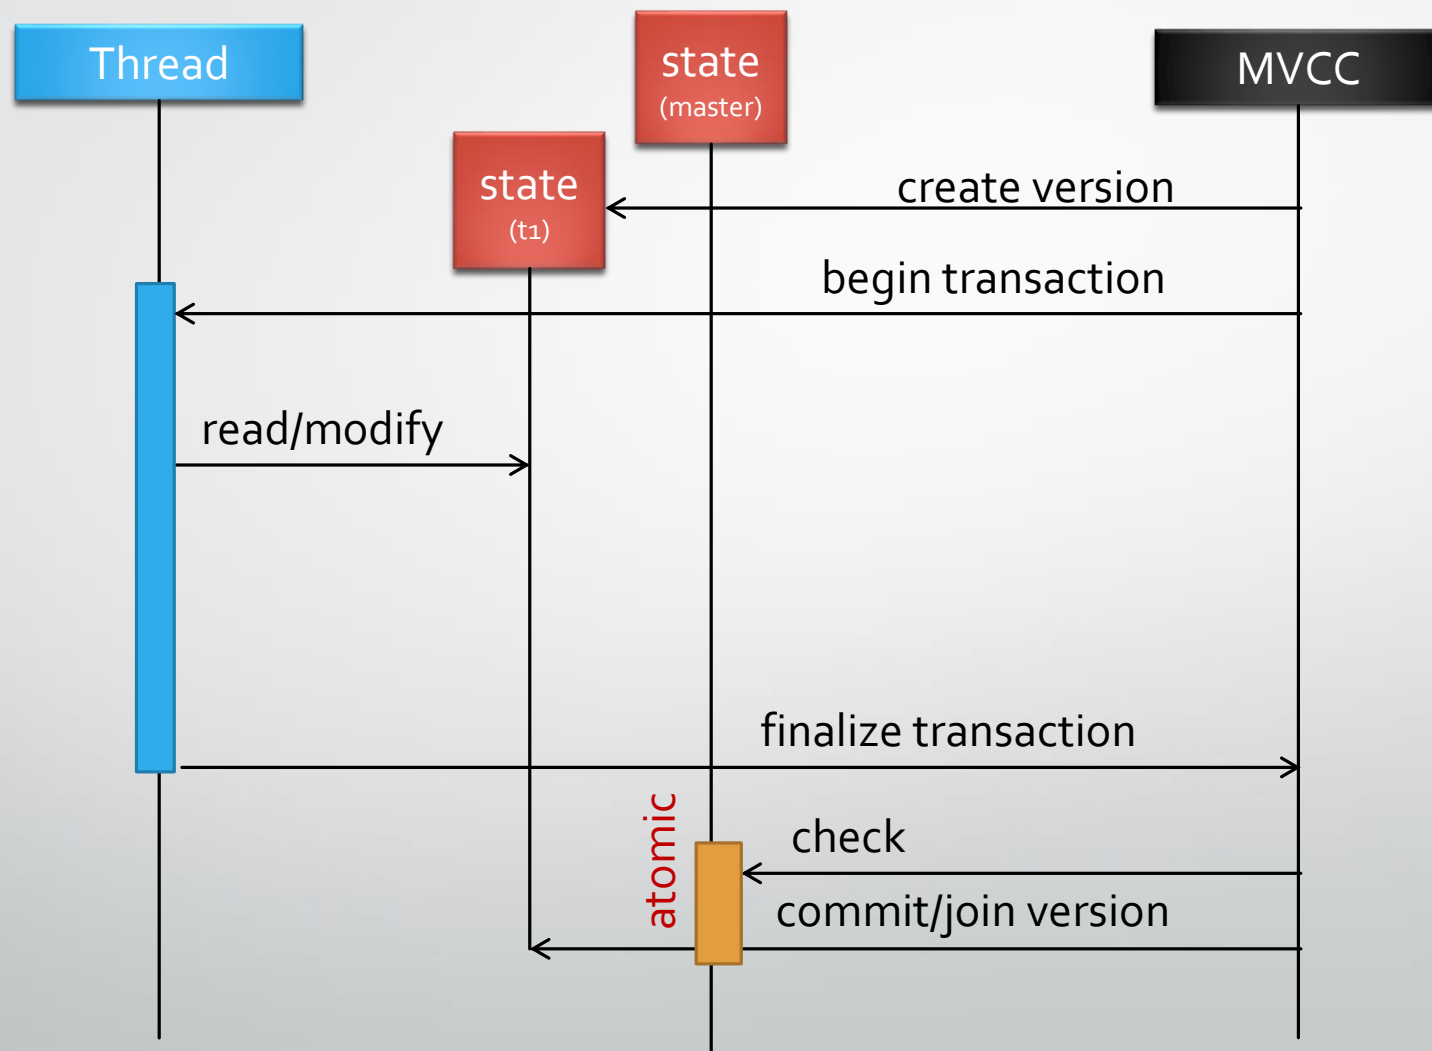 Thread
state
(master)
MVCC
state
(t1)
create version
begin transaction
read/modify
finalize transaction
atomic
check
commit/join version